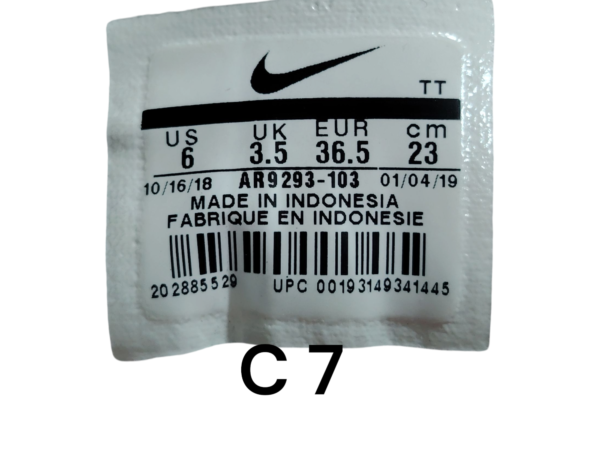 TT
US UK EUR cm
6 3.5 36.5 23
10/16/18 AR9293-103 01/04/19
MADE IN INDONESIA
FABRIQUE EN INDONESIE
202885529 UPC 00193149341445
C 7